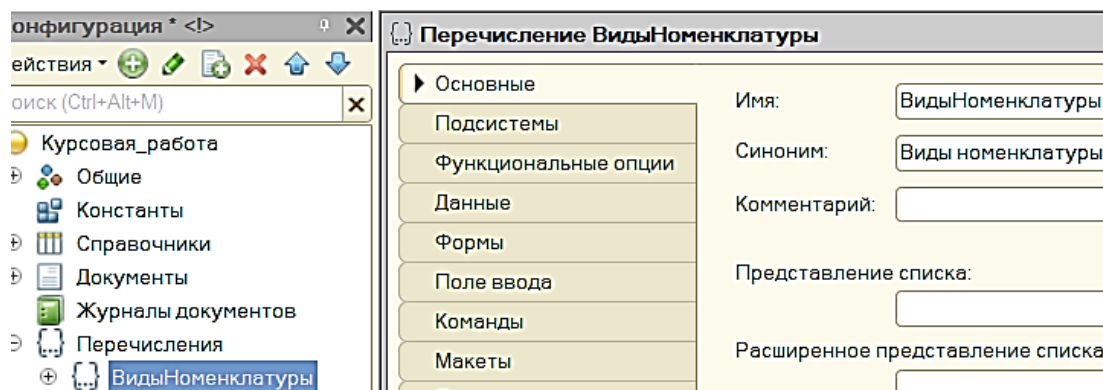 онфигурация * <!>
ействия
оиск (Ctrl+Alt+M)
Курсовая_работа
Общие
Константы
Справочники
Документы
Журналы документов
Перечисления
ВидыНоменклатуры
Перечисление ВидыНоменклатуры
Основные
Подсистемы
Функциональные опции
Данные
Формы
Поле ввода
Команды
Макеты
Имя: ВидыНоменклатуры
Синоним: Виды номенклатуры
Комментарий:
Представление списка:
Расширенное представление списка